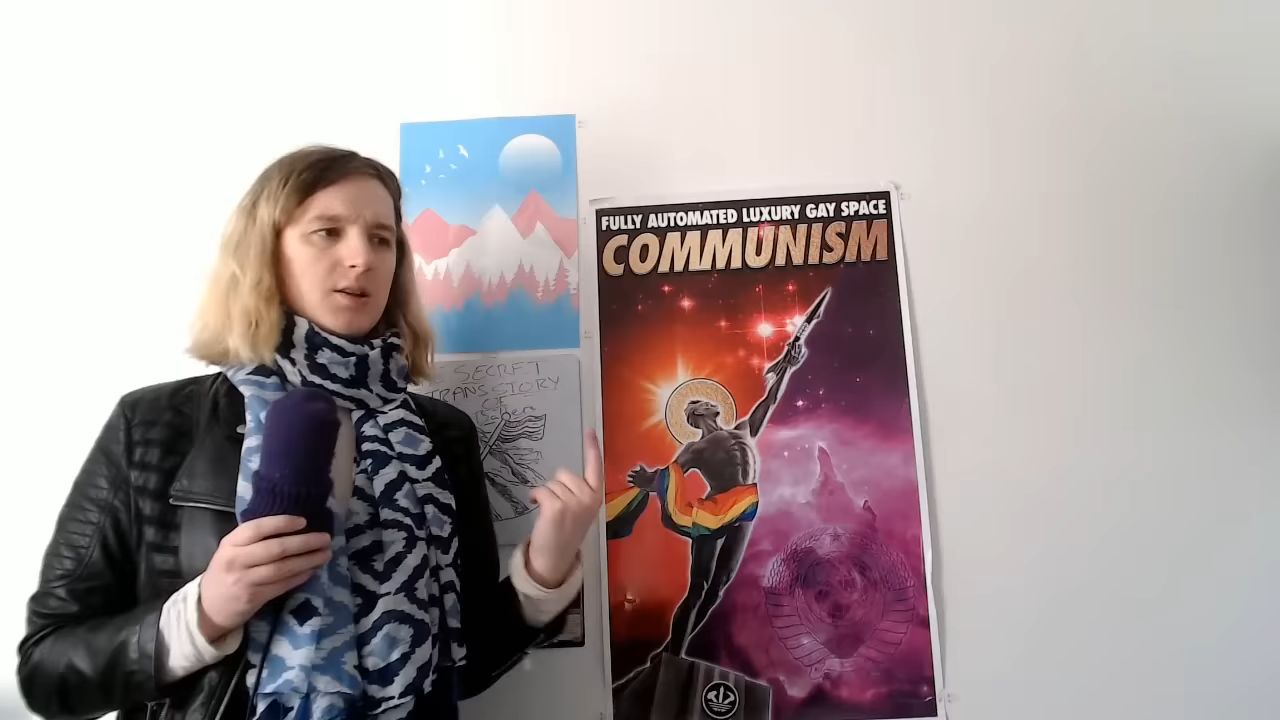 FULLY AUTOMATED LUXURY GAY SPACE
COMMUNISM
SECRET
TRANS STORY
OF